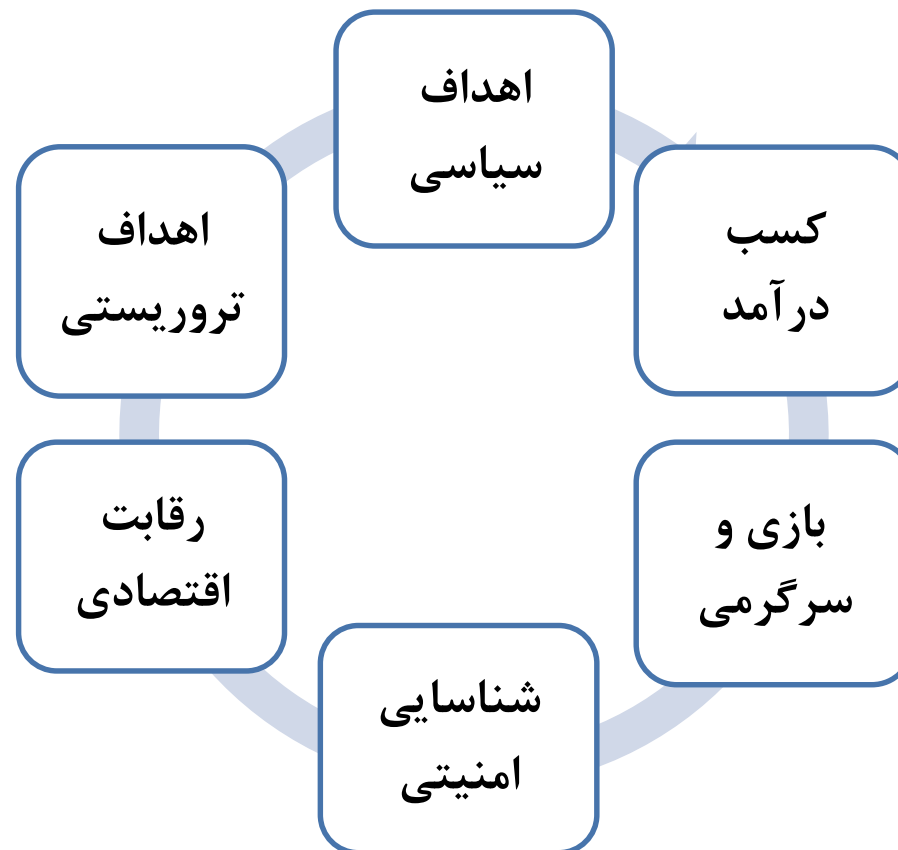 اهداف
سیاسی
کسب
درآمد
بازی و
سرگرمی
شناسایی
امنیتی
رقابت
اقتصادی
اهداف
تروریستی